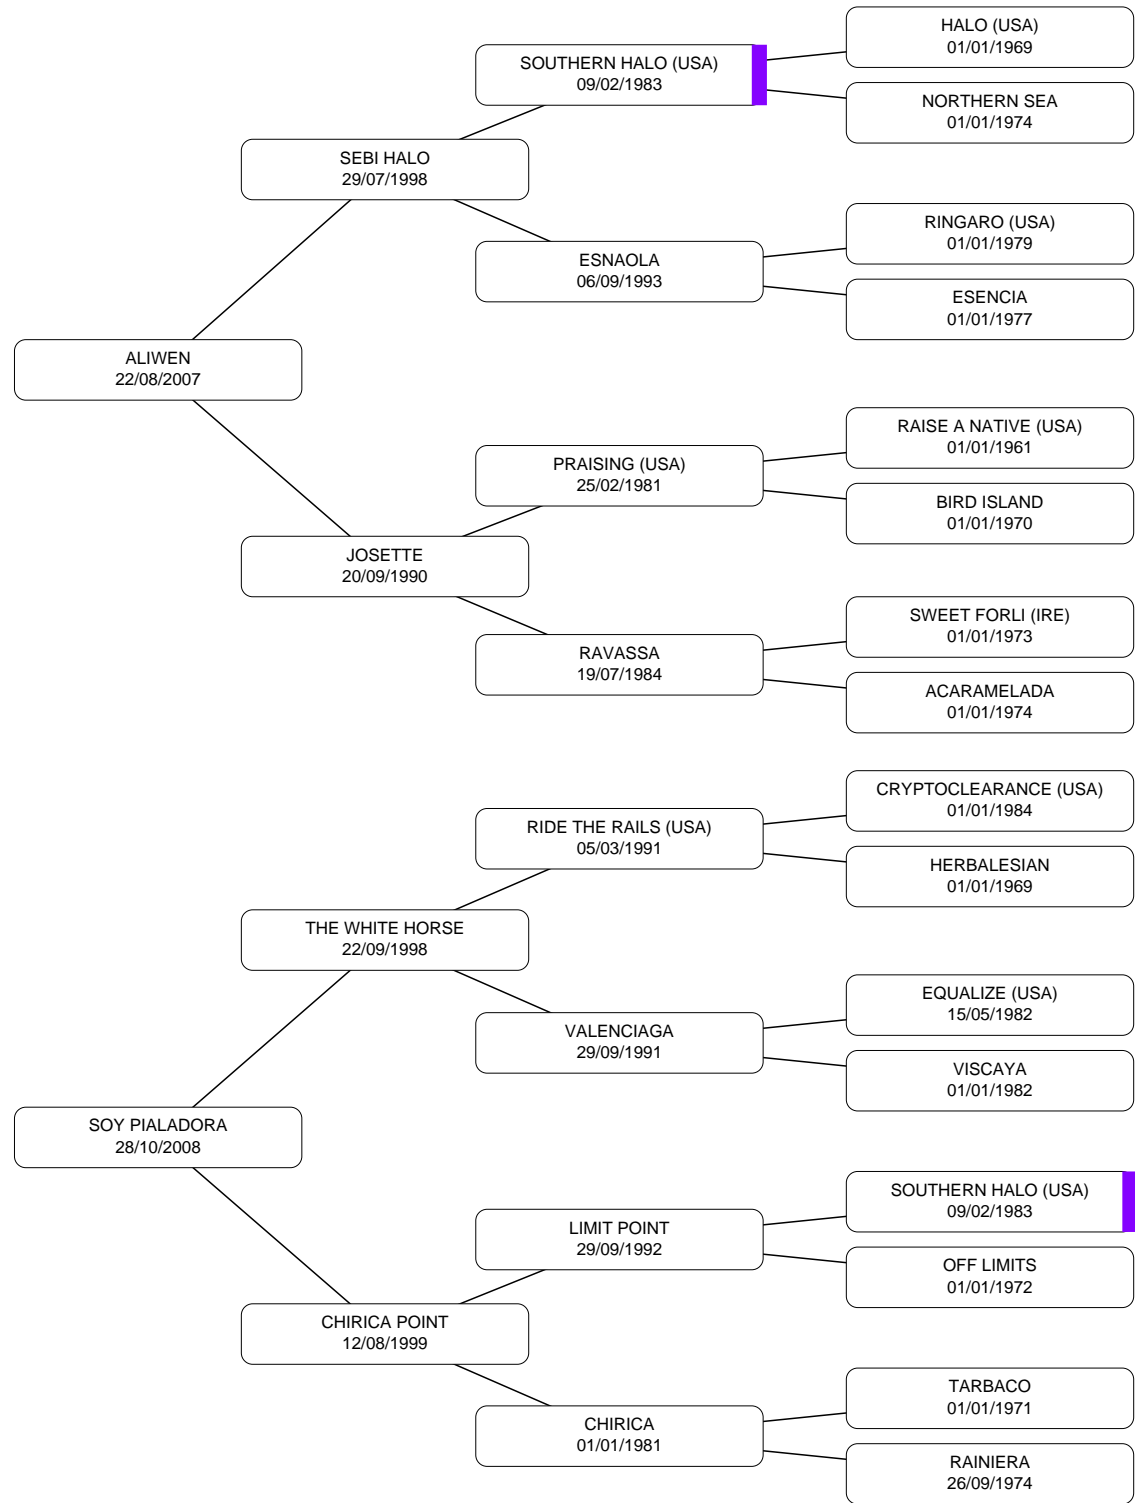 HALO (USA)
01/01/1969
SOUTHERN HALO (USA)
09/02/1983
NORTHERN SEA
01/01/1974
SEBI HALO
29/07/1998
RINGARO (USA)
01/01/1979
ESNAOLA
06/09/1993
ESENCIA
01/01/1977
ALIWEN
22/08/2007
RAISE A NATIVE (USA)
01/01/1961
PRAISING (USA)
25/02/1981
BIRD ISLAND
01/01/1970
JOSETTE
20/09/1990
SWEET FORLI (IRE)
01/01/1973
RAVASSA
19/07/1984
ACARAMELADA
01/01/1974
CRYPTOCLEARANCE (USA)
01/01/1984
RIDE THE RAILS (USA)
05/03/1991
HERBALESIAN
01/01/1969
THE WHITE HORSE
22/09/1998
EQUALIZE (USA)
15/05/1982
VALENCIAGA
29/09/1991
VISCAYA
01/01/1982
SOY PIALADORA
28/10/2008
SOUTHERN HALO (USA)
09/02/1983
LIMIT POINT
29/09/1992
OFF LIMITS
01/01/1972
CHIRICA POINT
12/08/1999
TARBACO
01/01/1971
CHIRICA
01/01/1981
RAINIERA
26/09/1974